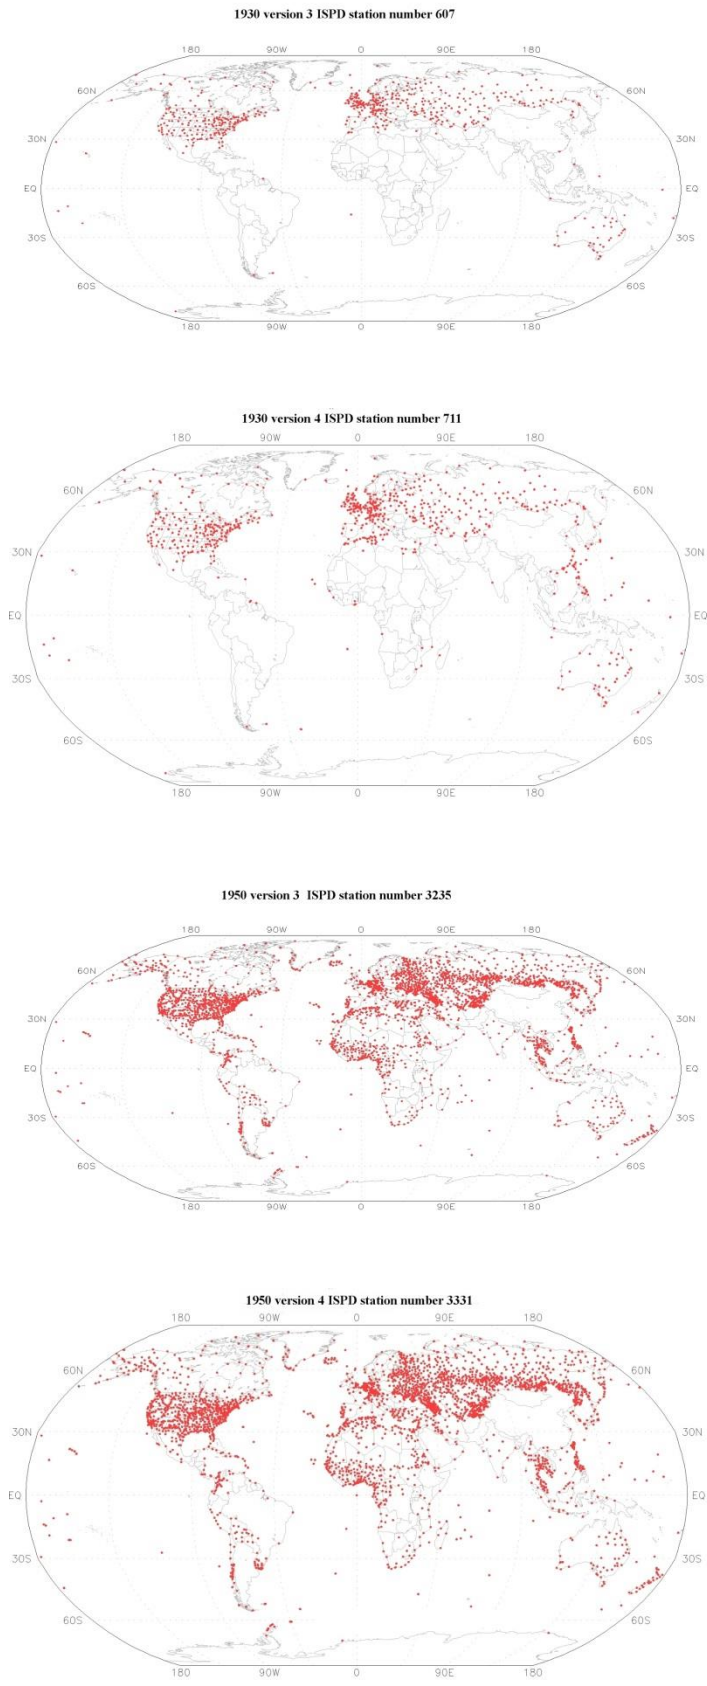 1930 version 3 ISPD station number 607
180 90W 0 90E 180
60N 60N
30N 30N
EQ EQ
30S 30S
60S 60S
180 90W 0 90E 180
1930 version 4 ISPD station number 711
180 90W 0 90E 180
60N 60N
30N 30N
EQ EQ
30S 30S
60S 60S
180 90W 0 90E 180
1950 version 3 ISPD station number 3235
180 90W 0 90E 180
60N 60N
30N 30N
EQ EQ
30S 30S
60S 60S
180 90W 0 90E 180
1950 version 4 ISPD station number 3331
180 90W 0 90E 180
60N 60N
30N 30N
EQ EQ
30S 30S
60S 60S
180 90W 0 90E 180